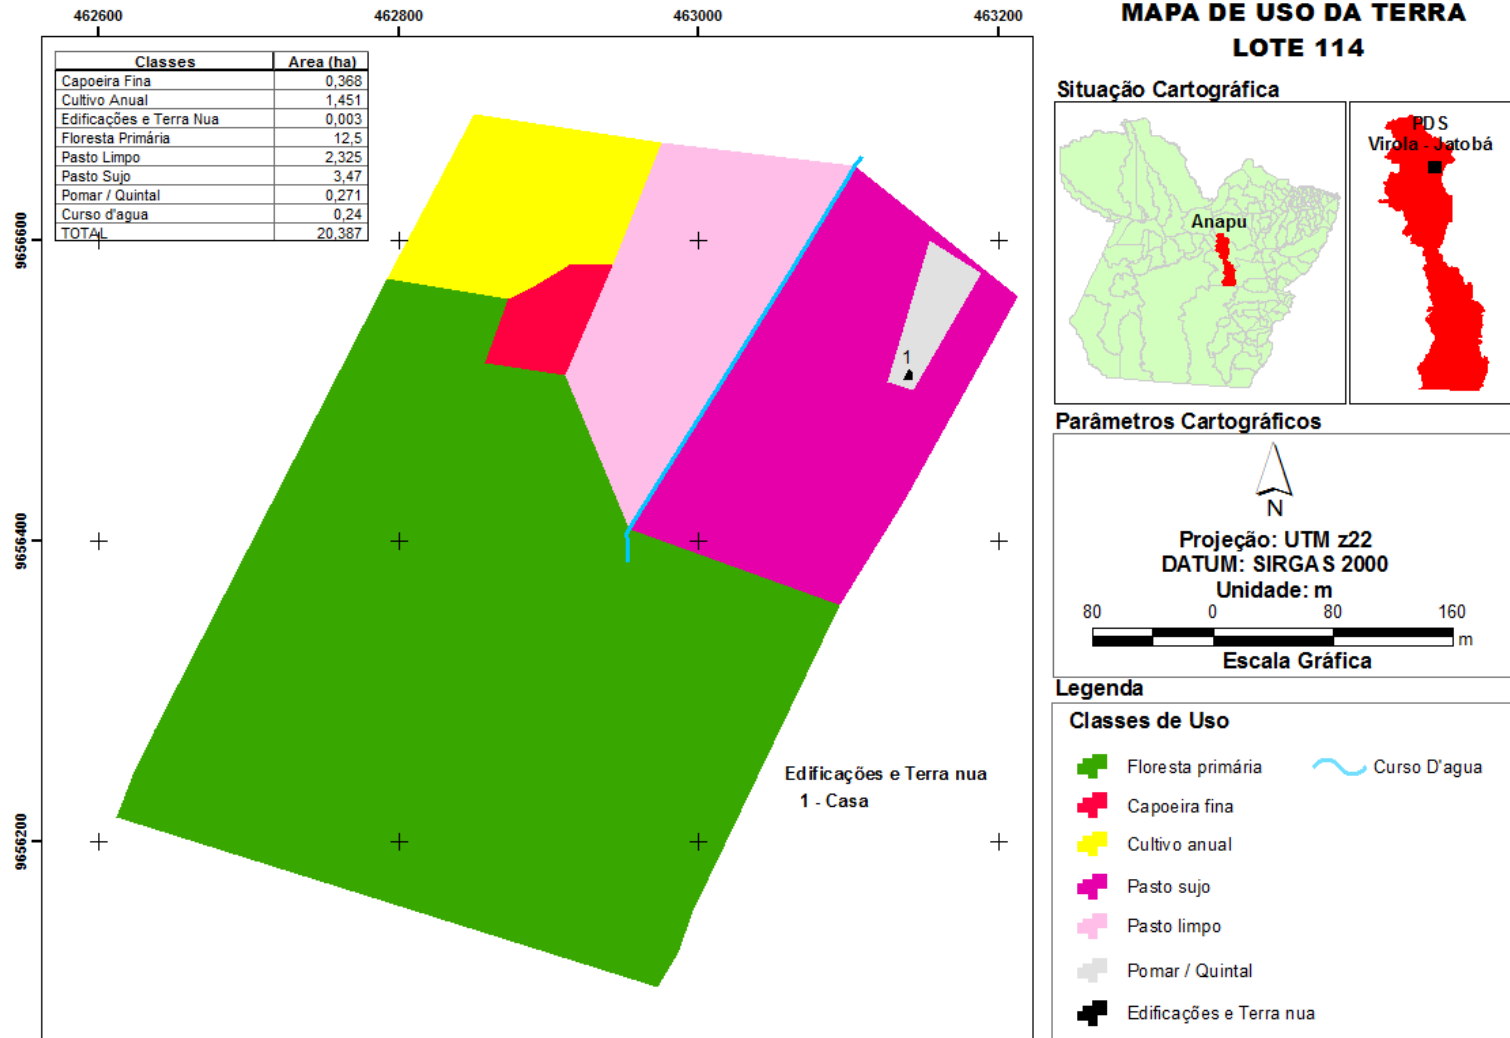 462600 462800 463000 463200
MAPA DE USO DA TERRA
LOTE 114
Classes Area (ha)
Capoeira Fina 0,368
Cultivo Anual 1,451
Edificações e Terra Nua 0,003
Floresta Primária 12,5
Pasto Limpo 2,325
Pasto Sujo 3,47
Pomar / Quintal 0,271
Curso d'agua 0,24
TOTAL 20,387
9656600
9656400
9656200
1
Edificações e Terra nua
1 - Casa
Situação Cartográfica
Anapu
PDS
Virola - Jatobá
Parâmetros Cartográficos
N
Projeção: UTM z22
DATUM: SIRGAS 2000
Unidade: m
80 0 80 160
m
Escala Gráfica
Legenda
Classes de Uso
Floresta primária
Curso D'agua
Capoeira fina
Cultivo anual
Pasto sujo
Pasto limpo
Pomar / Quintal
Edificações e Terra nua